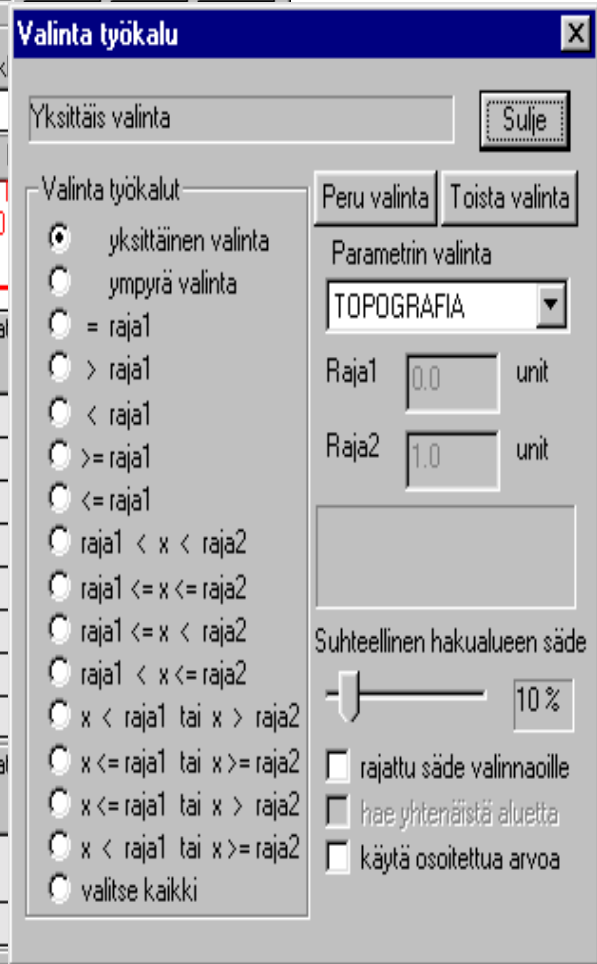 Valinta työkalu
Yksittäis valinta
Sulje
Valinta työkalut
yksittäinen valinta
ympyrä valinta
= raja1
> raja1
< raja1
>= raja1
<= raja1
raja1 < x < raja2
raja1 <= x <= raja2
raja1 <= x < raja2
raja1 < x <= raja2
x < raja1 tai x > raja2
x <= raja1 tai x >= raja2
x <= raja1 tai x > raja2
x < raja1 tai x >= raja2
valitse kaikki
Peru valinta Toista valinta
Parametrin valinta
TOPOGRAFIA
Raja1 0.0 unit
Raja2 1.0 unit
Suhteellinen hakualueen säde
10 %
rajattu säde valinnaoille
hae yhtenäistä aluetta
käytä osoitettua arvoa